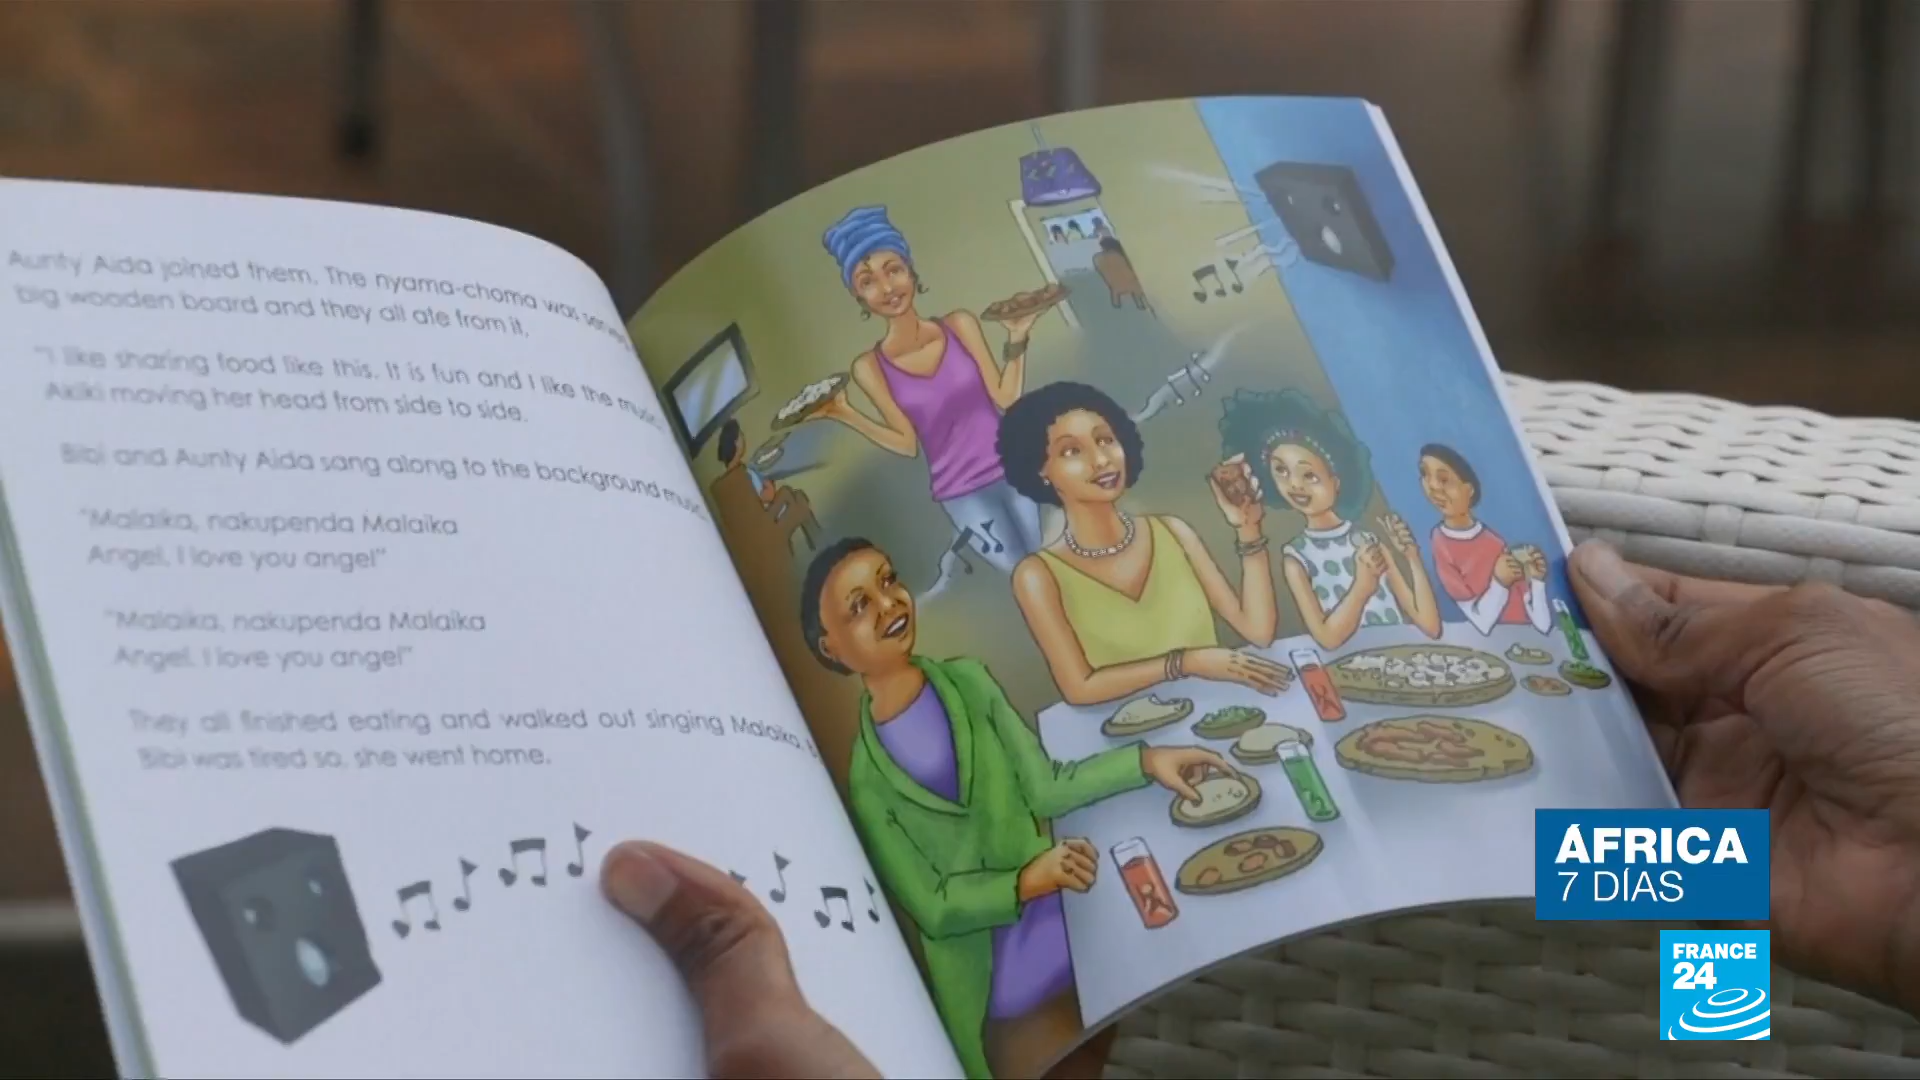 Aunty Aida joined them. The nyama-choma was
big wooden board and they all ate from it.
"I like sharing food like this. It is fun and I like the music
Akiki moving her head from side to side.
Bibi and Aunty Aida sang along to the background music
"Malaika, nakupenda Malaika
Angel, I love you angel"
"Malaika, nakupenda Malaika
Angel, I love you angel"
They all finished eating and walked out singing Malaika.
Bibi was tired so, she went home.
ÁFRICA
7 DÍAS
FRANCE
24